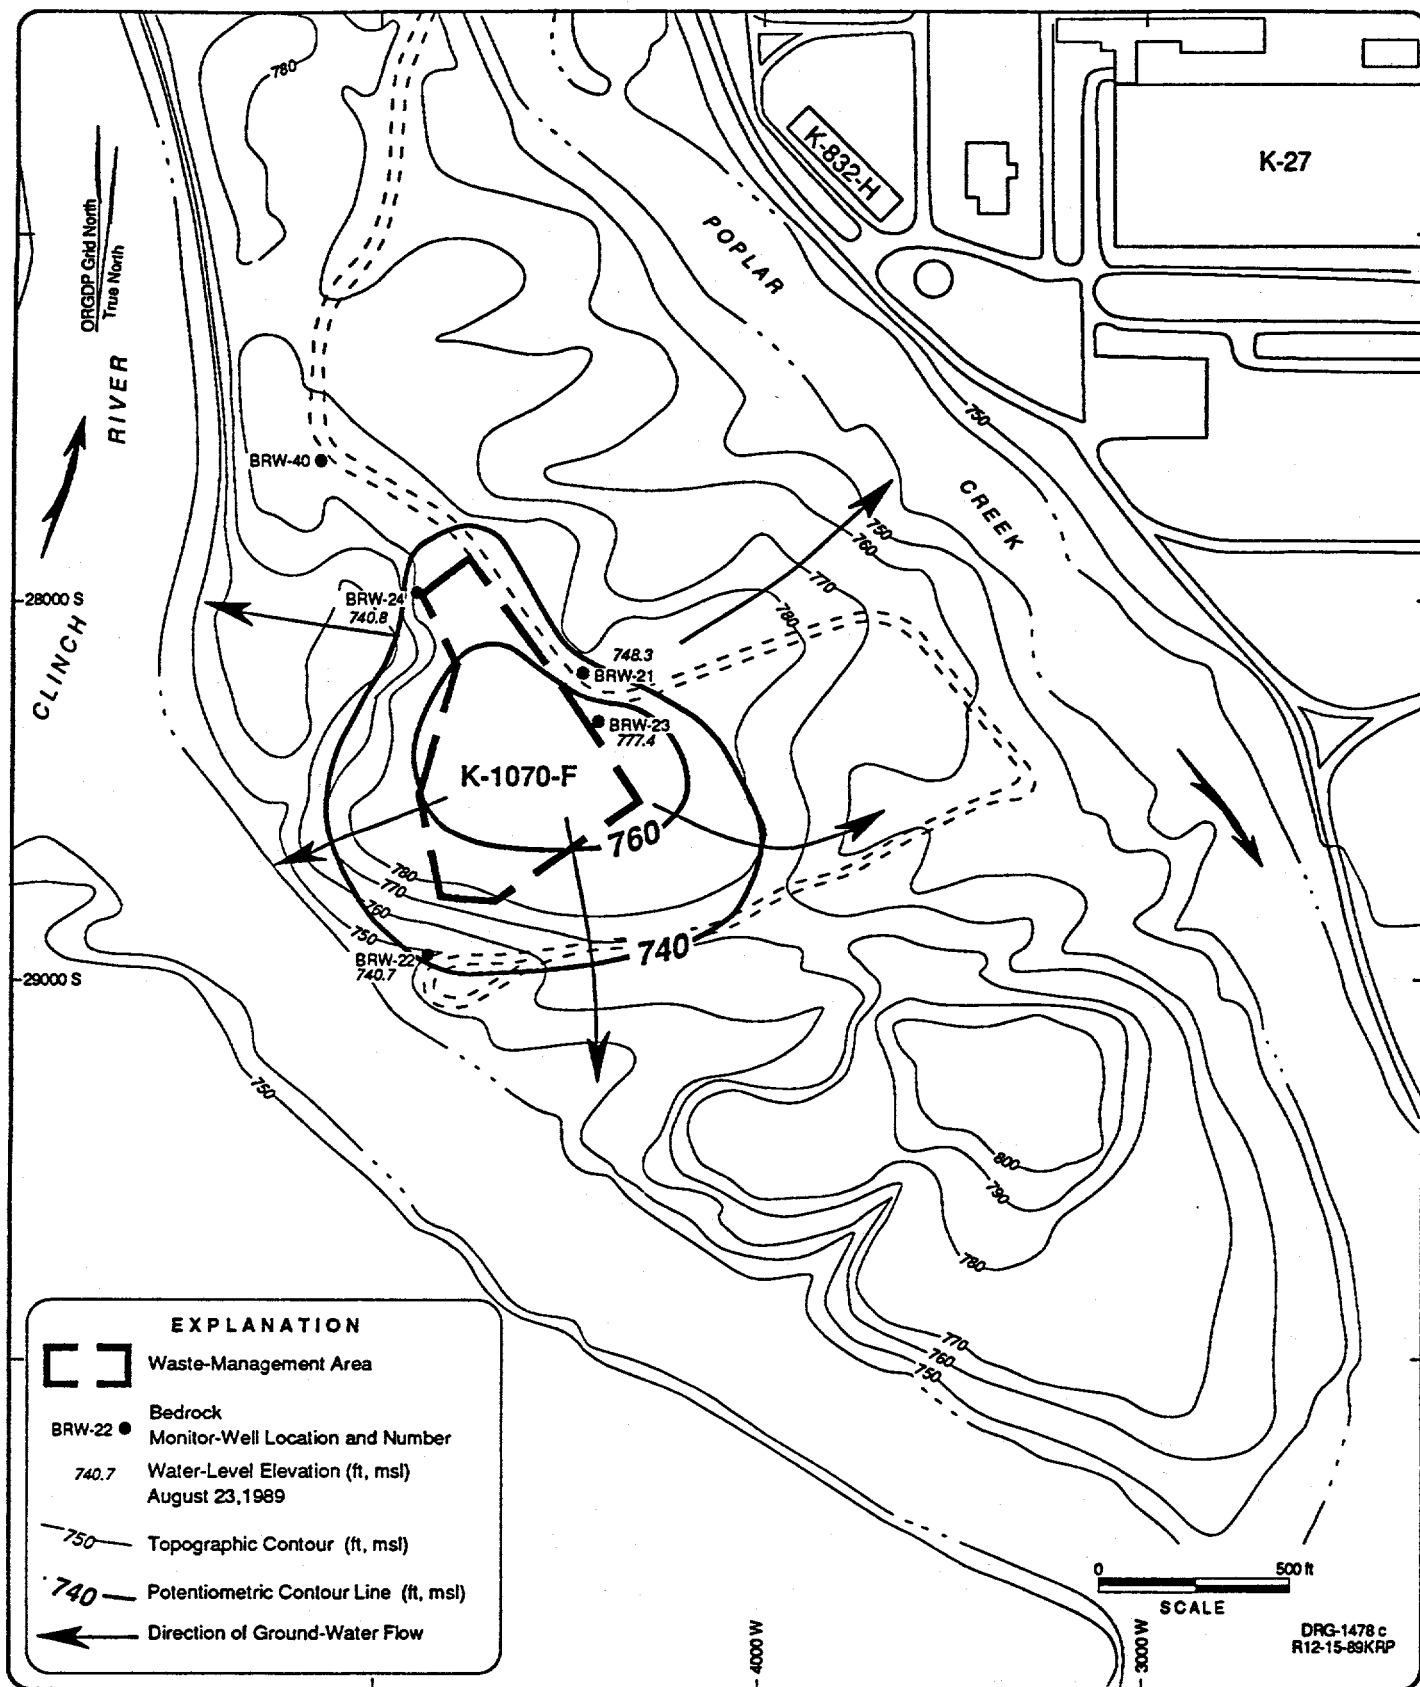 780
K-832-H
K-27
POPLAR
CREEK
ORGDP Grid North
True North
RIVER
CLINCH
750
BRW-40
750
760
770
780
28000 S
BRW-24
740.8
748.3
BRW-21
BRW-23
777.4
K-1070-F
760
780
770
760
750
740
BRW-22
740.7
29000 S
750
800
790
780
770
760
750
EXPLANATION
Waste-Management Area
BRW-22
Bedrock
Monitor-Well Location and Number
740.7
Water-Level Elevation (ft, msl)
August 23,1989
750
Topographic Contour (ft, msl)
740
Potentiometric Contour Line (ft, msl)
Direction of Ground-Water Flow
0 500 ft
SCALE
4000 W
3000 W
DRG-1478 c
R12-15-89KRP